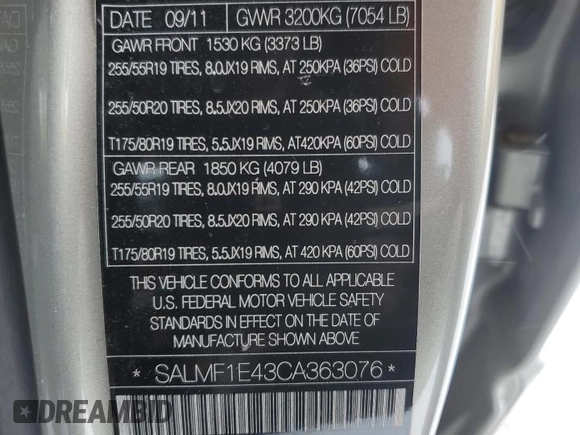 DATE 09/11 GWWR 3200KG (7054 LB)
GAWR FRONT 1530 KG (3373 LB)
255/55R19 TIRES, 8.0JX19 RIMS, AT 250KPA (36PSI) COLD
255/50R20 TIRES, 8.5JX20 RIMS, AT 250KPA (36PSI) COLD
T175/80R19 TIRES, 5.5JX19 RIMS, AT420KPA (60PSI) COLD
GAWR REAR 1850 KG (4079 LB)
255/55R19 TIRES, 8.0JX19 RIMS, AT 290 KPA (42PSI) COLD
255/50R20 TIRES, 8.5JX20 RIMS, AT 290 KPA (42PSI) COLD
T175/80R19 TIRES, 5.5JX19 RIMS, AT 420 KPA (60PSI) COLD
THIS VEHICLE CONFORMS TO ALL APPLICABLE
U.S. FEDERAL MOTOR VEHICLE SAFETY
STANDARDS IN EFFECT ON THE DATE OF
MANUFACTURE SHOWN ABOVE
* SALMF1E43CA363076 *
DREAMBID